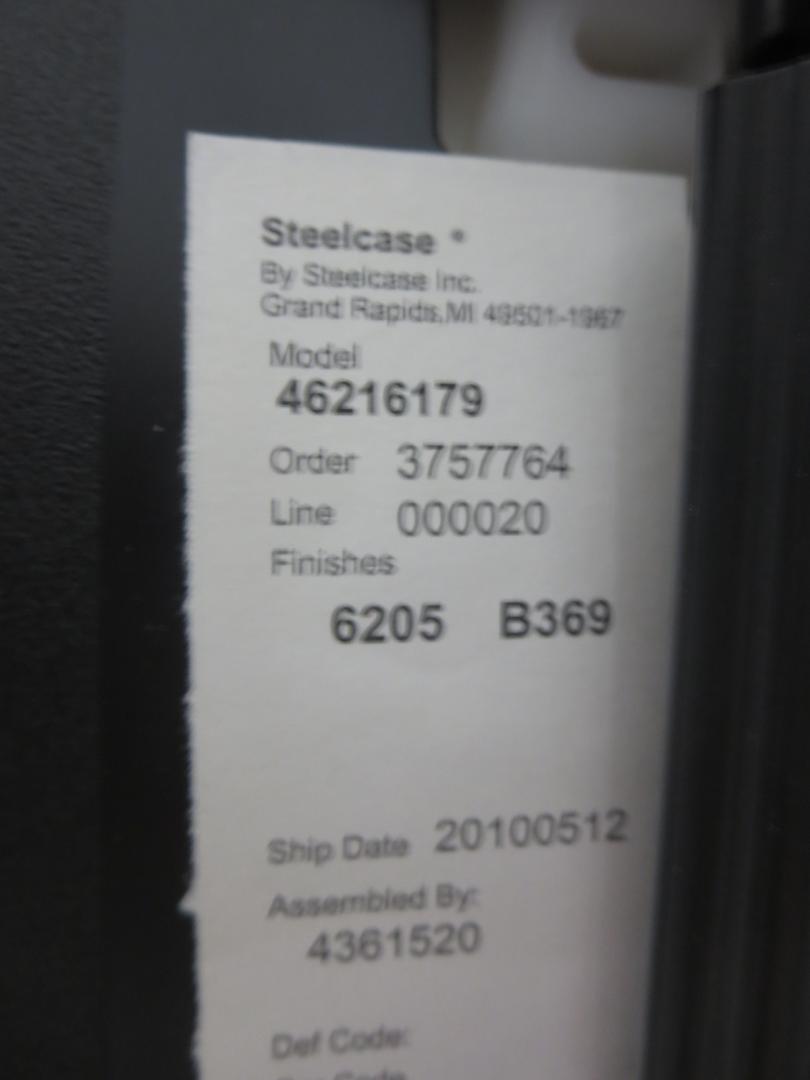 Steelcase ®
By Steelcase Inc.
Grand Rapids,MI 49501-1967
Model
46216179
Order 3757764
Line 000020
Finishes
6205 B369
Ship Date 20100512
Assembled By:
4361520
Def Code:
Code